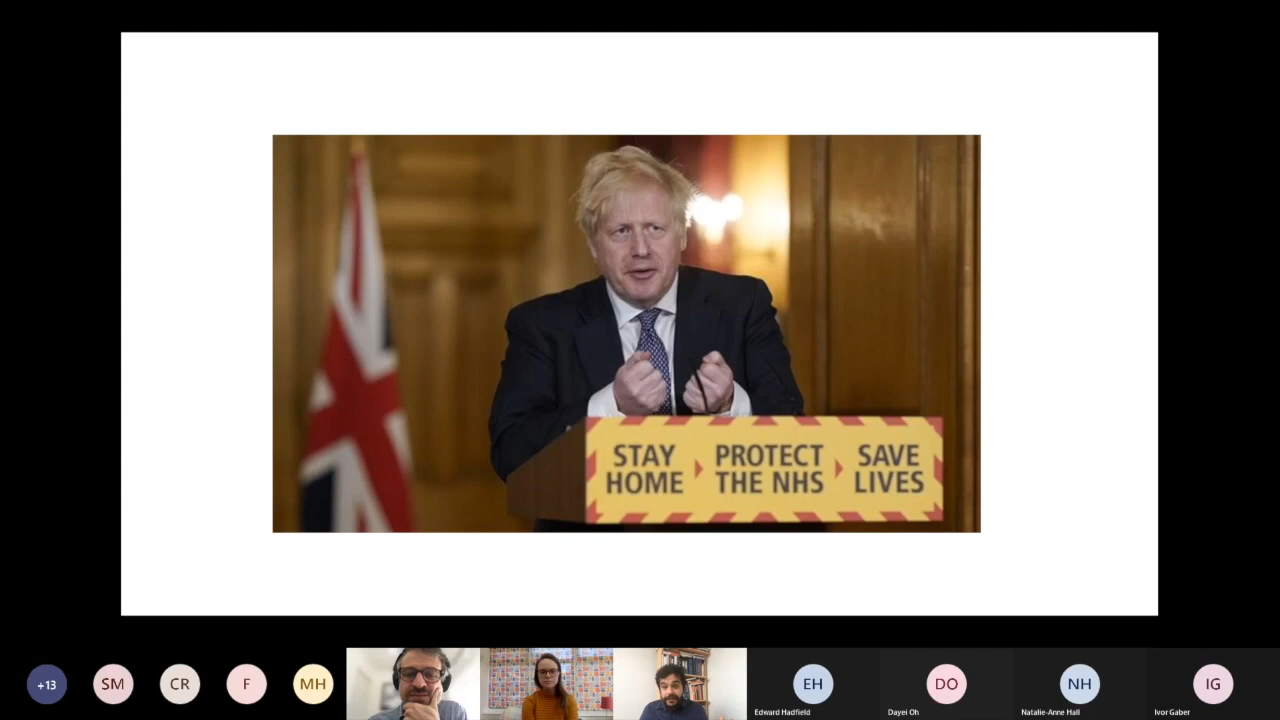 STAY
HOME
PROTECT
THE NHS
SAVE
LIVES
+13
SM
CR
F
MH
EH
Edward Hadfield
DO
Dayei Oh
NH
Natalie-Anne Hall
IG
Ivor Gaber